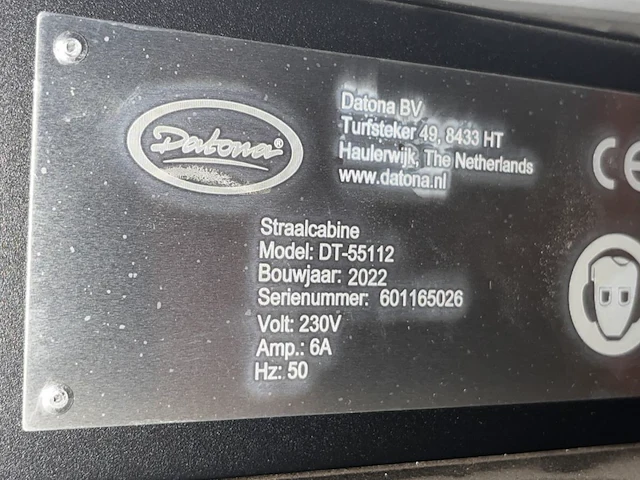 Datona®
Datona BV
Turfsteker 49, 8433 HT
Haulerwijk, The Netherlands
www.datona.nl
CE
Straalcabine
Model: DT-55112
Bouwjaar: 2022
Serienummer: 601165026
Volt: 230V
Amp.: 6A
Hz: 50